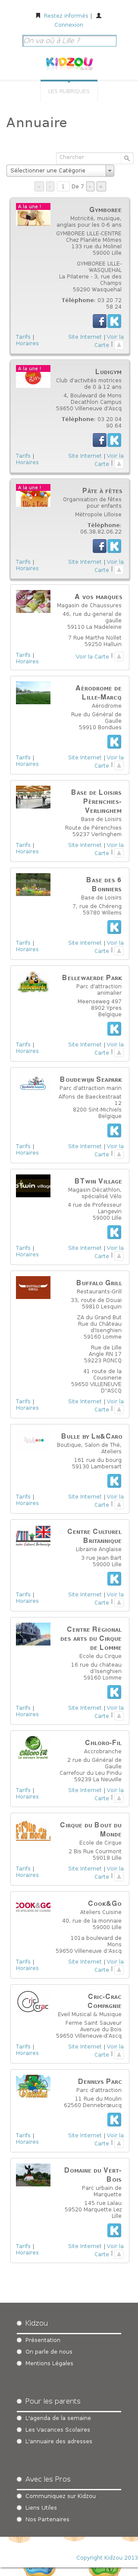 Restez informés |
Connexion
On va où à Lille ?
KIDZOU
LES RUBRIQUES
Annuaire
Chercher
Sélectionner une Catégorie
1 De 7
A la une !
Gymboree
Motricité, musique,
anglais pour les 0-6 ans
GYMBOREE LILLE-CENTRE
Chez Planète Mômes
133 rue du Molinel
59000 Lille
GYMBOREE LILLE-
WASQUEHAL
La Pilaterie - 3, rue des
Champs
59290 Wasquehal
Téléphone: 03 20 72
58 24
Tarifs |
Horaires
Site Internet | Voir la
Carte |
A la une !
Ludigym
Club d'activités motrices
de 0 à 12 ans
4, Boulevard de Mons
Decathlon Campus
59650 Villeneuve d'Ascq
Téléphone: 03 20 04
90 64
Tarifs |
Horaires
Site Internet | Voir la
Carte |
A la une !
Pâte à fêtes
Organisation de fêtes
pour enfants
Métropole Lilloise
Téléphone:
06.38.82.06.22
Tarifs |
Horaires
Site Internet | Voir la
Carte |
A vos marques
Magasin de Chaussures
46, rue du general de
gaulle
59110 La Madeleine
7 Rue Marthe Nollet
59250 Halluin
Tarifs |
Horaires
Voir la Carte |
Aérodrome de
Lille-Marcq
Aérodrome
Rue du Général de
Gaulle
59910 Bondues
Tarifs |
Horaires
Site Internet | Voir la
Carte |
Base de Loisirs
Pérenchies-
Verlinghem
Base de Loisirs
Route de Pérenchies
59237 Verlinghem
Tarifs |
Horaires
Site Internet | Voir la
Carte |
Base des 6
Bonniers
Base de Loisirs
7, rue de Chéreng
59780 Willems
Tarifs |
Horaires
Site Internet | Voir la
Carte |
Bellewaerde Park
Parc d'attraction
animalier
Meenseweg 497
8902 Ypres
Belgique
Tarifs |
Horaires
Site Internet | Voir la
Carte |
Boudewijn Seapark
Parc d'attraction marin
Alfons de Baeckestraat
12
8200 Sint-Michiels
Belgique
Tarifs |
Horaires
Site Internet | Voir la
Carte |
BTwin Village
Magasin Décathlon,
spécialisé Vélo
4 rue de Professeur
Langevin
59000 Lille
Tarifs |
Horaires
Site Internet | Voir la
Carte |
Buffalo Grill
Restaurants-Grill
33, route de Douai
59810 Lesquin
ZA du Grand But
Rue du Château
d'Isenghien
59160 Lomme
Rue de Lille
Angle RN 17
59223 RONCQ
41 route de la
Cousinerie
59650 VILLENEUVE
D"ASCQ
Tarifs |
Horaires
Site Internet | Voir la
Carte |
Bulle by Ln&Caro
Boutique, Salon de Thé,
Ateliers
161 rue du bourg
59130 Lambersart
Tarifs |
Horaires
Site Internet | Voir la
Carte |
Centre Culturel
Britannique
Librairie Anglaise
3 rue Jean Bart
59000 Lille
Tarifs |
Horaires
Site Internet | Voir la
Carte |
Centre Régional
des arts du Cirque
de Lomme
Ecole du Cirque
16 rue du chateau
d'Isenghien
59160 Lomme
Tarifs |
Horaires
Site Internet | Voir la
Carte |
Chloro-Fil
Accrobranche
2 rue du Général de
Gaulle
Carrefour du Leu Pindu
59239 La Neuville
Tarifs |
Horaires
Site Internet | Voir la
Carte |
Cirque du Bout du
Monde
Ecole de Cirque
2 Bis Rue Courmont
59018 Lille
Tarifs |
Horaires
Site Internet | Voir la
Carte |
COOK&GO
Cook&Go
Ateliers Cuisine
40, rue de la monnaie
59000 Lille
101a boulevard de
Mons
59650 Villeneuve d'Ascq
Tarifs |
Horaires
Site Internet | Voir la
Carte |
Cric-Crac
Compagnie
Eveil Musical & Musique
Ferme Saint Sauveur
Avenue du Bois
59650 Villeneuve d'Ascq
Tarifs |
Horaires
Site Internet | Voir la
Carte |
Dennlys Parc
Parc d'attraction
11 Rue du Moulin
62560 Dennebrœucq
Tarifs |
Horaires
Site Internet | Voir la
Carte |
Domaine du Vert-
Bois
Parc urbain de
Marquette
145 rue Lalau
59520 Marquette Lez
Lille
Tarifs |
Horaires
Site Internet | Voir la
Carte |
Kidzou
Présentation
On parle de nous
Mentions Légales
Pour les parents
L'agenda de la semaine
Les Vacances Scolaires
L'annuaire des adresses
Avec les Pros
Communiquez sur Kidzou
Liens Utiles
Nos Partenaires
Copyright Kidzou 2013